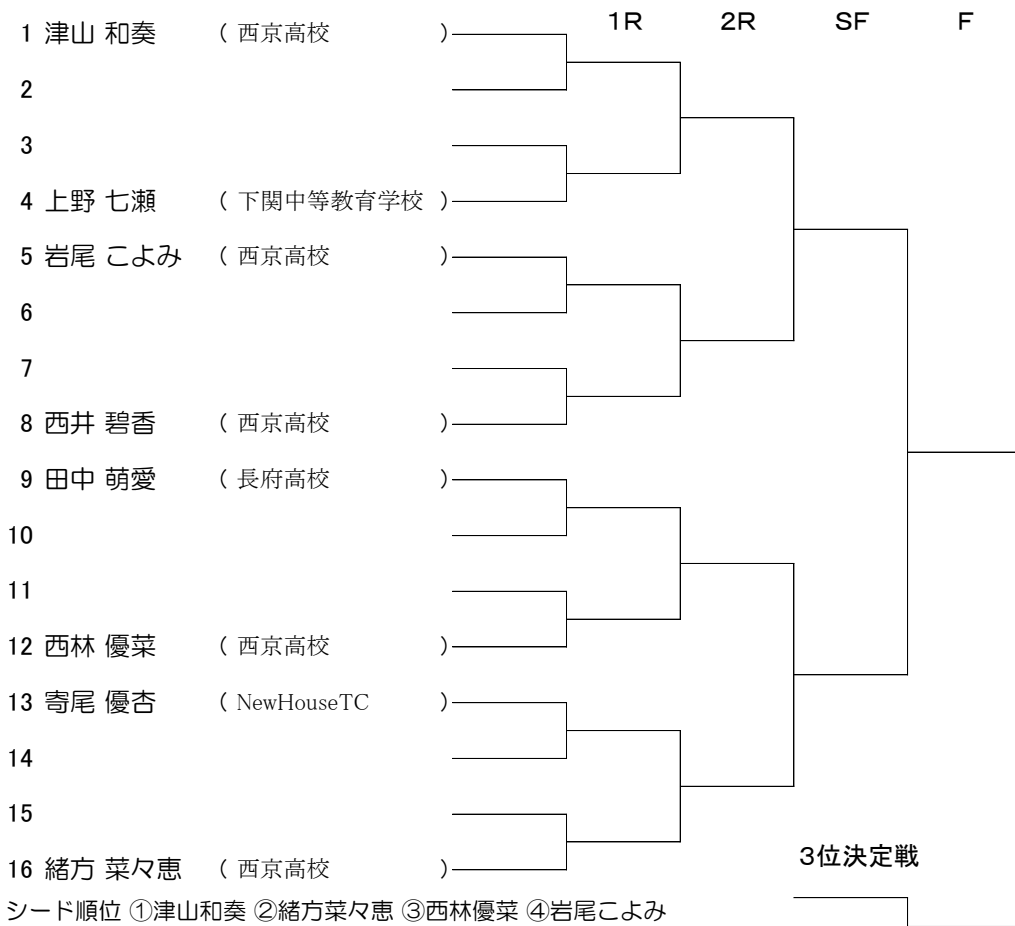 1R 2R SF F
1 津山 和奏 ( 西京高校 )
2
3
4 上野 七瀬 ( 下関中等教育学校 )
5 岩尾 こよみ ( 西京高校 )
6
7
8 西井 碧香 ( 西京高校 )
9 田中 萌愛 ( 長府高校 )
10
11
12 西林 優菜 ( 西京高校 )
13 寄尾 優杏 ( NewHouseTC )
14
15
16 緒方 菜々恵 ( 西京高校 )
3位決定戦
シード順位 ①津山和奏 ②緒方菜々恵 ③西林優菜 ④岩尾こよみ